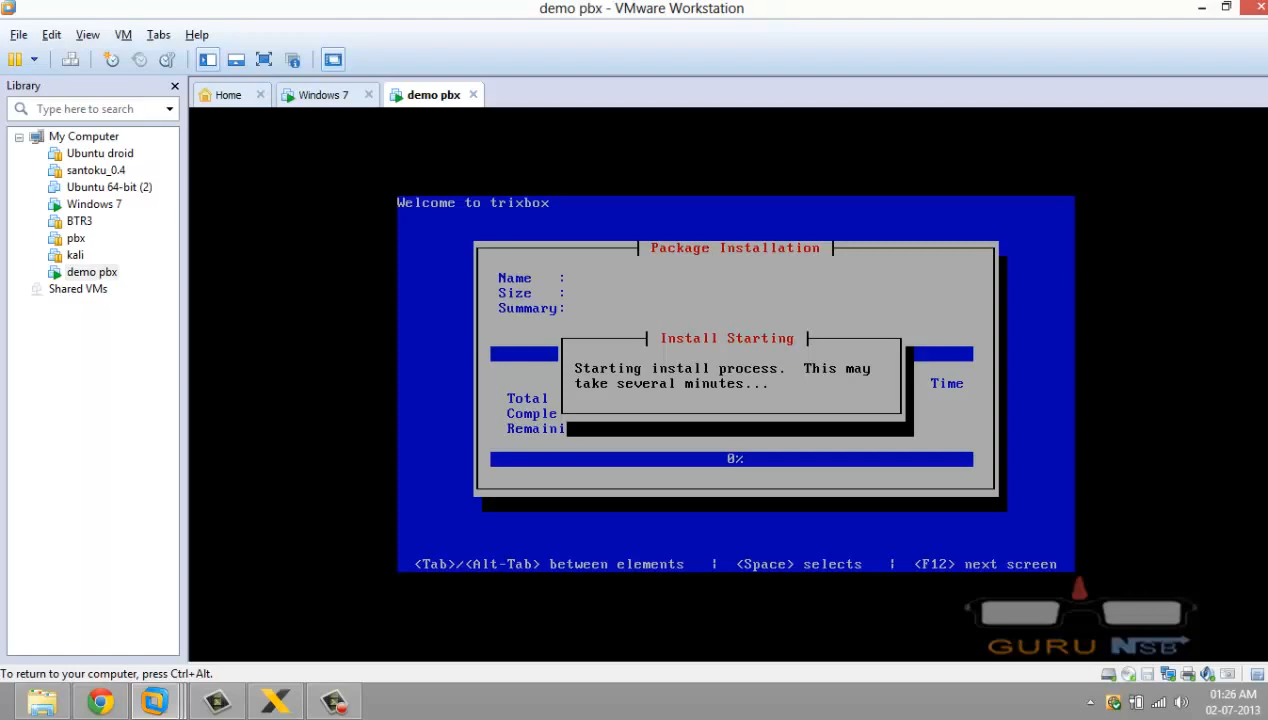 demo pbx - VMware Workstation
File Edit View VM Tabs Help
Library
Type here to search
My Computer
Ubuntu droid
santoku_0.4
Ubuntu 64-bit (2)
Windows 7
BTR3
pbx
kali
demo pbx
Shared VMs
Home
Windows 7
demo pbx
Welcome to trixbox
Package Installation
Name :
Size :
Summary:
Install Starting
Starting install process. This may
take several minutes...
Time
Total
Comple
Remaini
0%
<Tab>/<Alt-Tab> between elements | <Space> selects | <F12> next screen
GURU NSB
To return to your computer, press Ctrl+Alt.
01:26 AM
02-07-2013